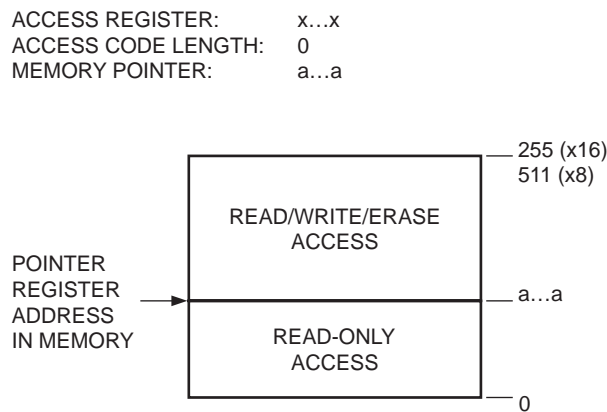 ACCESS REGISTER: x…x
ACCESS CODE LENGTH: 0
MEMORY POINTER: a…a
255 (x16)
511 (x8)
READ/WRITE/ERASE
ACCESS
POINTER
REGISTER
ADDRESS
IN MEMORY
a…a
READ-ONLY
ACCESS
0